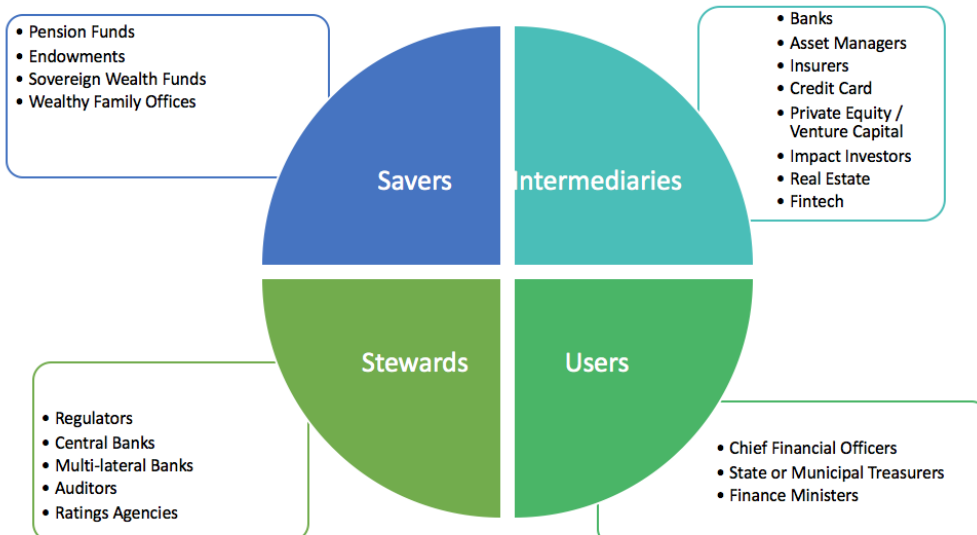 • Pension Funds
• Endowments
• Sovereign Wealth Funds
• Wealthy Family Offices
• Banks
• Asset Managers
• Insurers
• Credit Card
• Private Equity /
Venture Capital
• Impact Investors
• Real Estate
• Fintech
Savers
Intermediaries
Stewards
Users
• Regulators
• Central Banks
• Multi-lateral Banks
• Auditors
• Ratings Agencies
• Chief Financial Officers
• State or Municipal Treasurers
• Finance Ministers